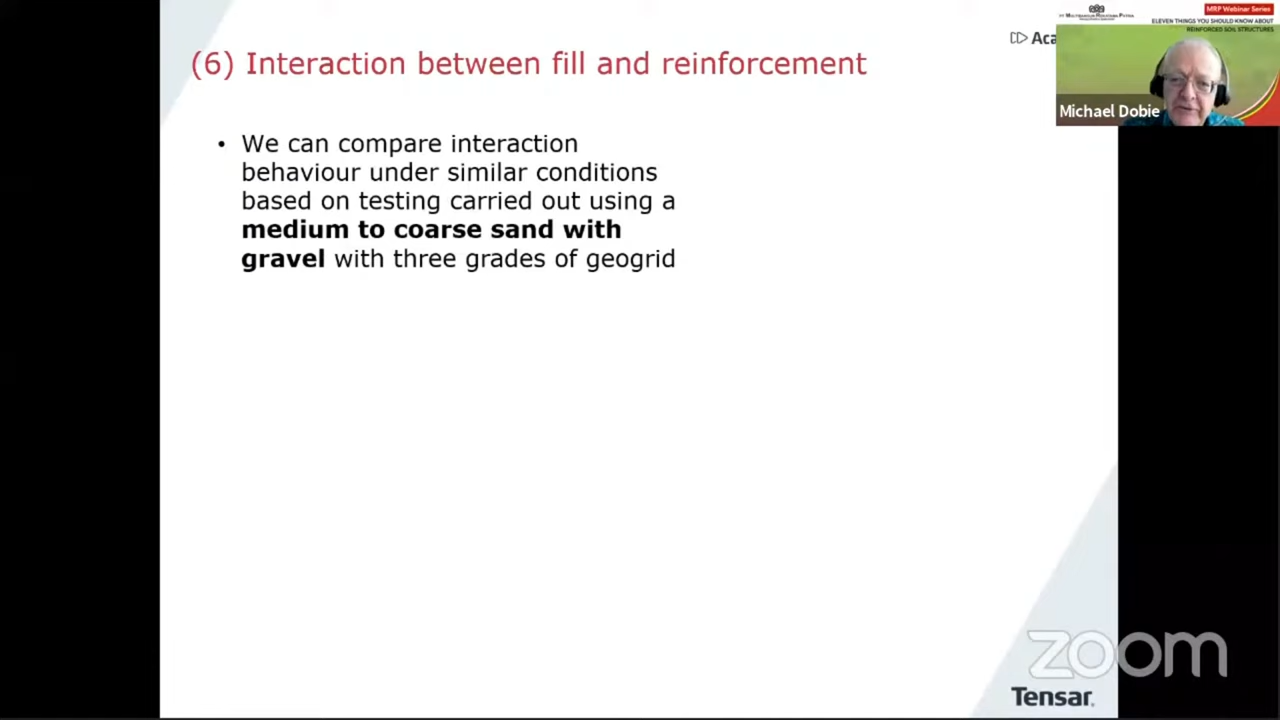 (6) Interaction between fill and reinforcement
• We can compare interaction
behaviour under similar conditions
based on testing carried out using a
medium to coarse sand with
gravel with three grades of geogrid
MRP Webinar Series
ELEVEN THINGS YOU SHOULD KNOW ABOUT
REINFORCED SOIL STRUCTURES
Aca
Michael Dobie
zoom
Tensar